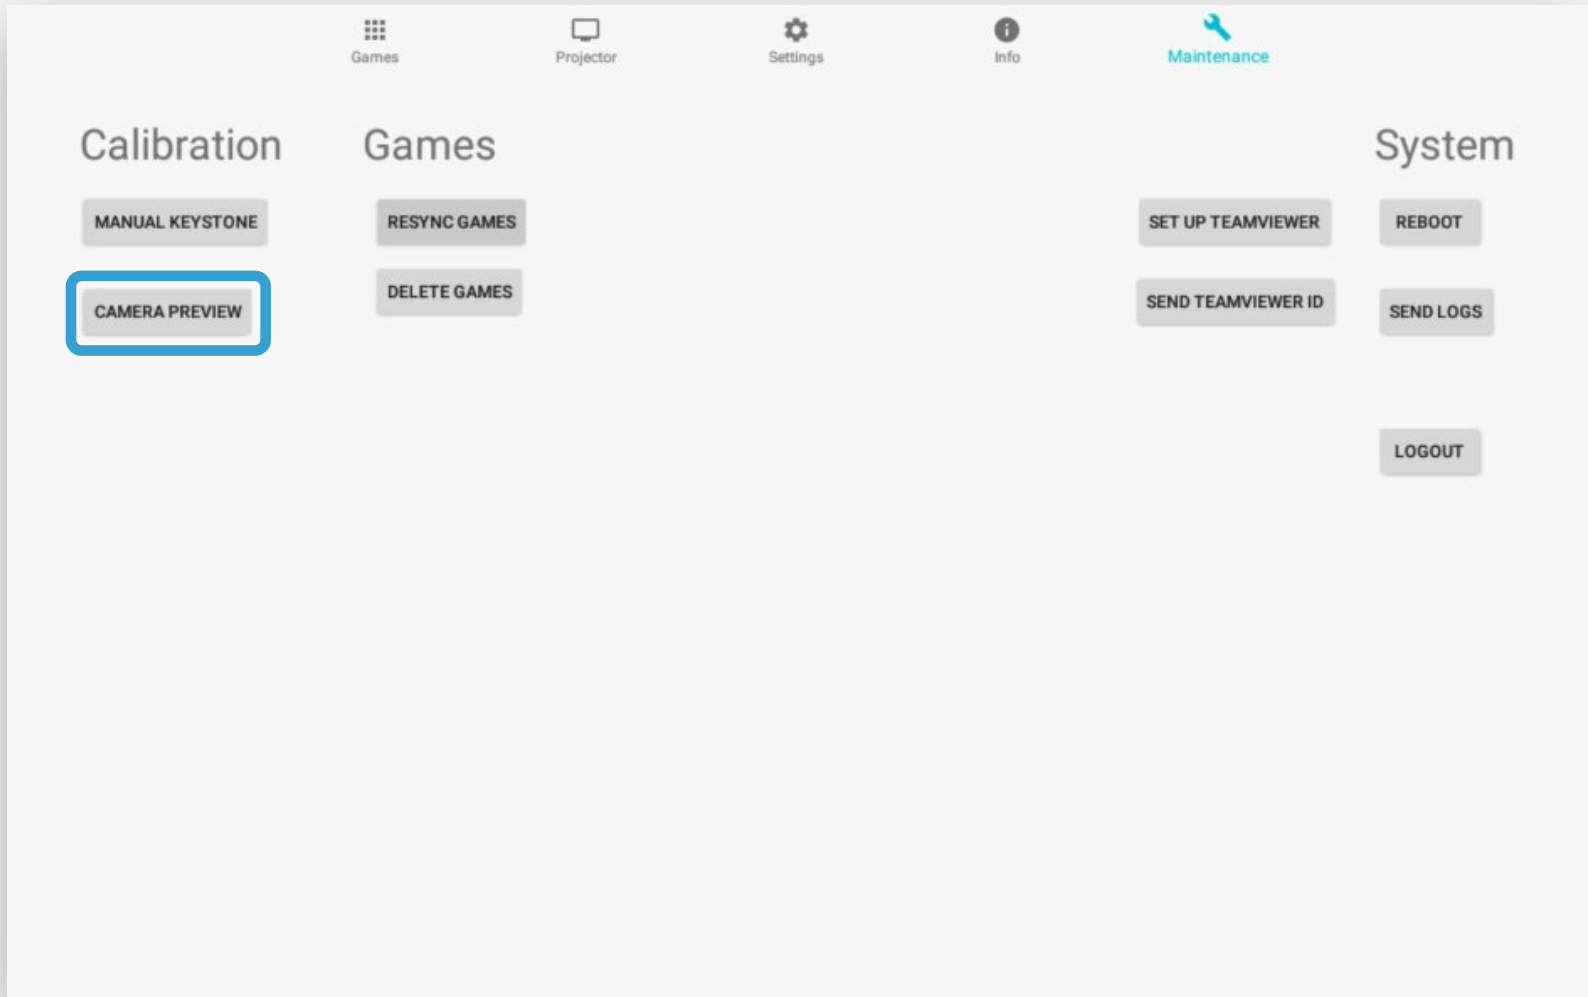 Games
Projector
Settings
Info
Maintenance
Calibration
Games
System
MANUAL KEYSTONE
RESYNC GAMES
SET UP TEAMVIEWER
REBOOT
CAMERA PREVIEW
DELETE GAMES
SEND TEAMVIEWER ID
SEND LOGS
LOGOUT